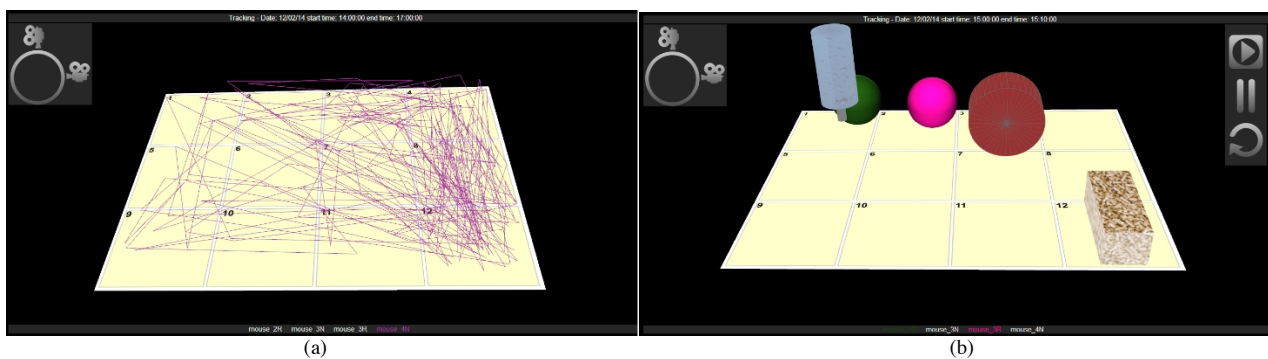 Tracking - Date: 12/02/14 start time: 14:00:00 end time: 17:00:00
1 2 3 4
5 6 7 8
9 10 11 12
mouse_2R mouse_3N mouse_3R mouse_4N
(a)
Tracking - Date: 12/02/14 start time: 15:00:00 end time: 15:10:00
1 2 3
5 6 7 8
9 10 11 12
mouse_3N mouse_3R mouse_4N
(b)